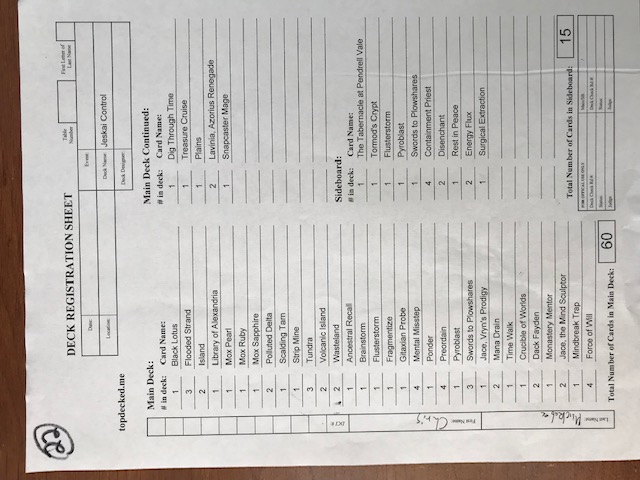 22
DECK REGISTRATION SHEET
Table Number
First Letter of Last Name
Date:
Event:
Location:
Deck Name: Jeskai Control
Deck Designer:
topdecked.me
Main Deck:
# in deck: Card Name:
1 Black Lotus
3 Flooded Strand
2 Island
1 Library of Alexandria
1 Mox Pearl
1 Mox Ruby
1 Mox Sapphire
2 Polluted Delta
1 Scalding Tarn
1 Strip Mine
3 Tundra
2 Volcanic Island
2 Wasteland
1 Ancestral Recall
1 Brainstorm
1 Flusterstorm
1 Fragmentize
1 Gitaxian Probe
4 Mental Misstep
1 Ponder
4 Preordain
1 Pyroblast
3 Swords to Plowshares
1 Jace, Vryn's Prodigy
2 Mana Drain
1 Time Walk
1 Crucible of Worlds
2 Dack Fayden
1 Monastery Mentor
2 Jace, the Mind Sculptor
1 Mindbreak Trap
4 Force of Will
Total Number of Cards in Main Deck: 60
Main Deck Continued:
# in deck: Card Name:
1 Dig Through Time
1 Treasure Cruise
1 Plains
2 Lavinia, Azorius Renegade
1 Snapcaster Mage
Sideboard:
# in deck: Card Name:
1 The Tabernacle at Pendrell Vale
1 Tormod's Crypt
1 Flusterstorm
1 Pyroblast
1 Swords to Plowshares
4 Containment Priest
2 Disenchant
1 Rest in Peace
2 Energy Flux
1 Surgical Extraction
Total Number of Cards in Sideboard: 15
FOR OFFICIAL USE ONLY
Deck Check Rd #: Deck Check Rd #:
Status: Status:
Judge: Judge:
DCI #:
First Name: Chris
Last Name: